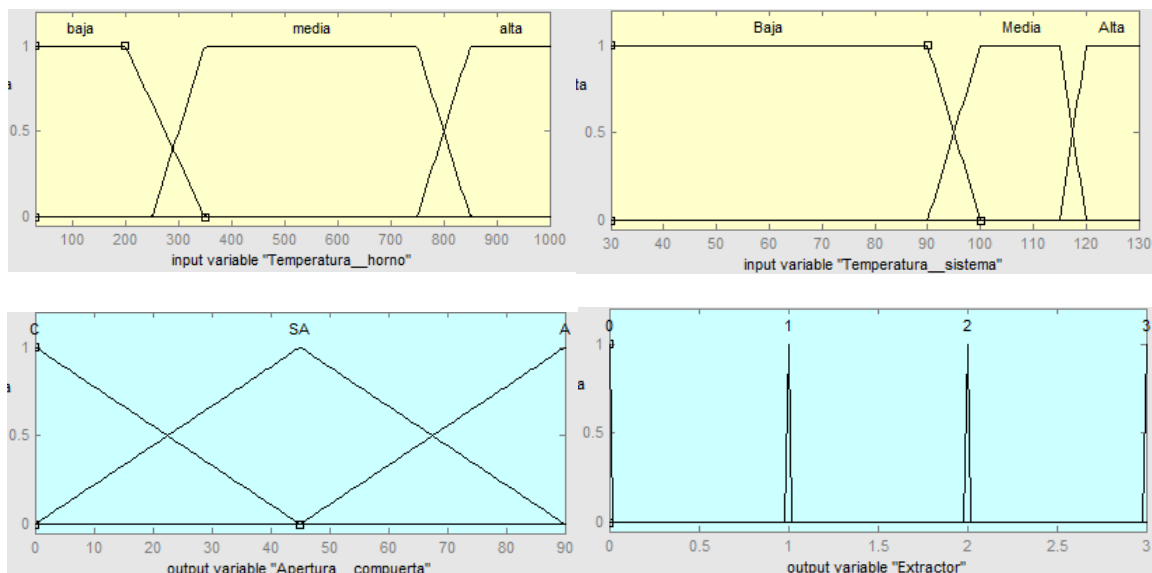 baja media alta
1
a
0.5
0
100 200 300 400 500 600 700 800 900 1000
input variable "Temperatura__horno"
Baja Media Alta
1
ta
0.5
0
30 40 50 60 70 80 90 100 110 120 130
input variable "Temperatura__sistema"
C SA A
1
a
0.5
0
0 10 20 30 40 50 60 70 80 90
output variable "Apertura__compuerta"
0 1 2 3
1
a
0.5
0
0 0.5 1 1.5 2 2.5 3
output variable "Extractor"